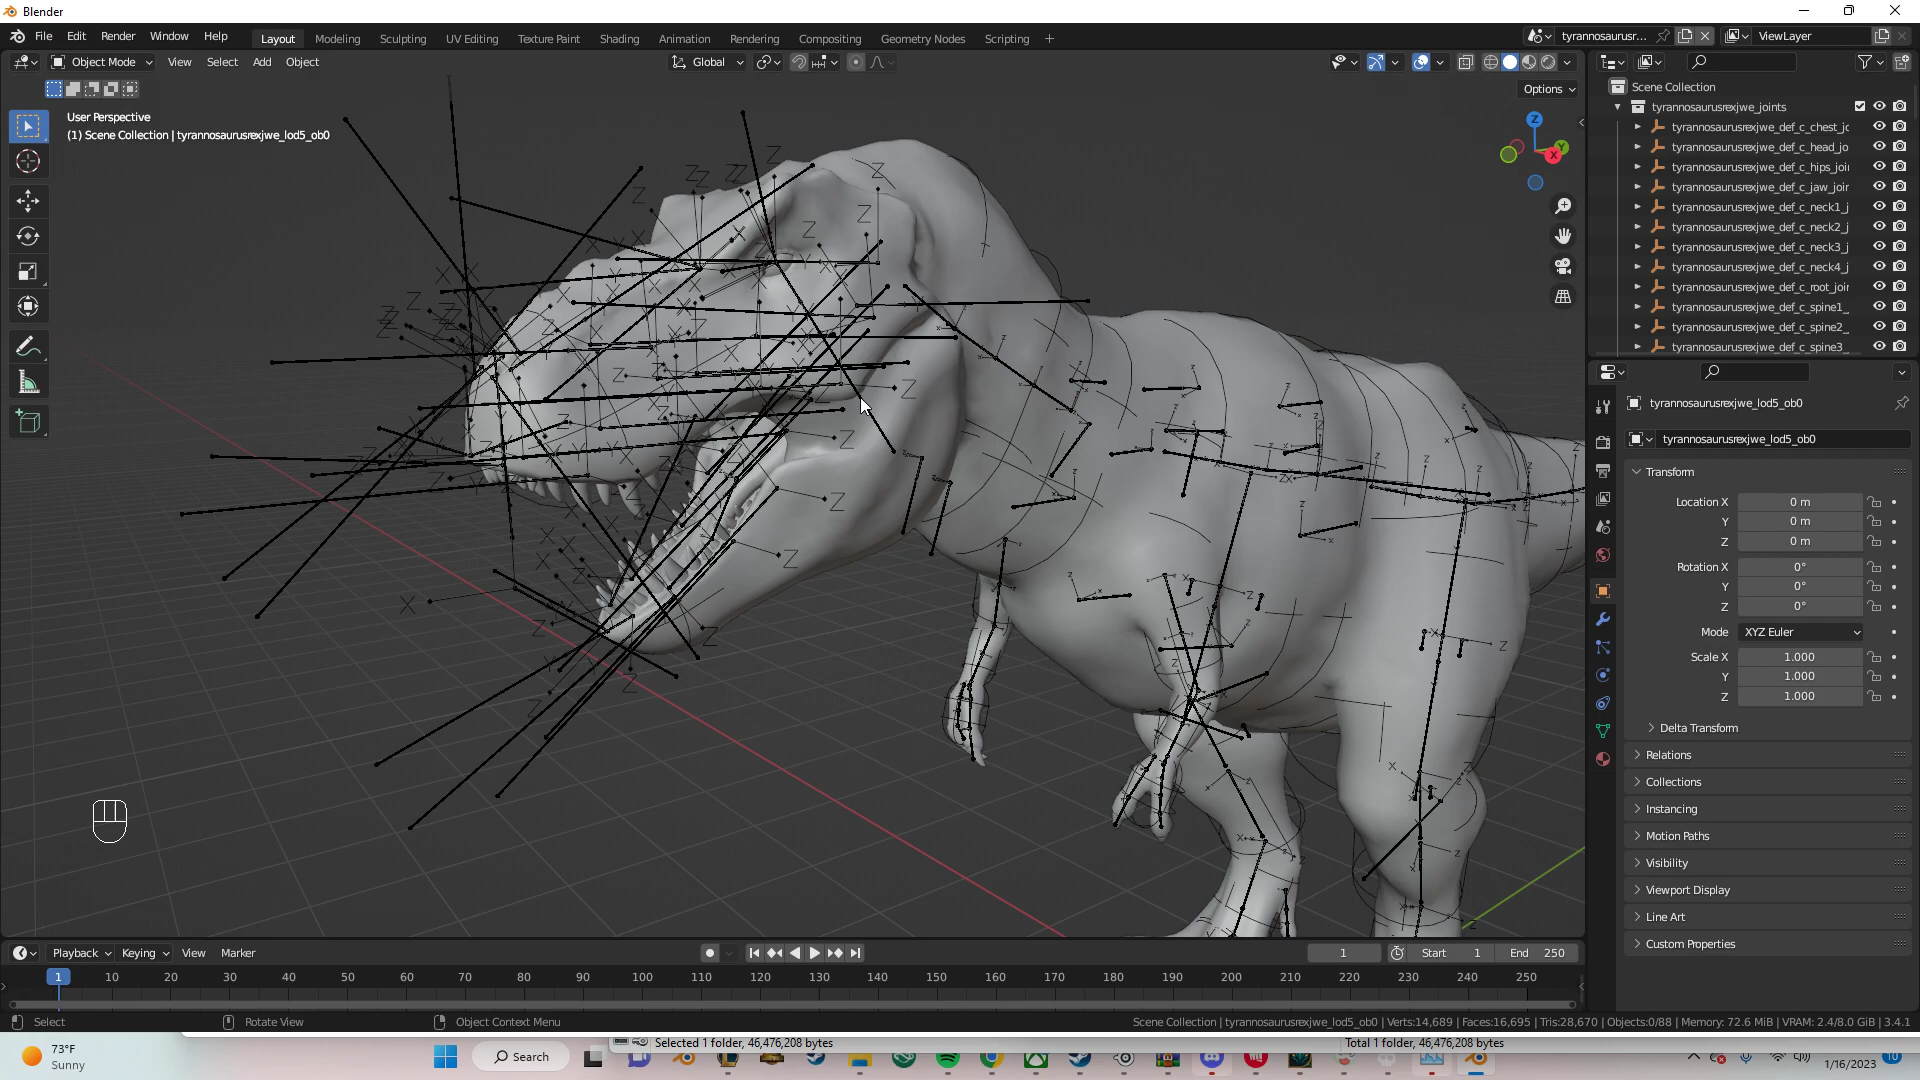 Blender
File Edit Render Window Help
Layout Modeling Sculpting UV Editing Texture Paint Shading Animation Rendering Compositing Geometry Nodes Scripting +
tyrannosaurusr...
ViewLayer
Object Mode View Select Add Object
Global
Options
User Perspective
(1) Scene Collection | tyrannosaurusrexjwe_lod5_ob0
Z
Y
X
Scene Collection
tyrannosaurusrexjwe_joints
tyrannosaurusrexjwe_def_c_chest_jc
tyrannosaurusrexjwe_def_c_head_jo
tyrannosaurusrexjwe_def_c_hips_joi
tyrannosaurusrexjwe_def_c_jaw_joir
tyrannosaurusrexjwe_def_c_neck1_j
tyrannosaurusrexjwe_def_c_neck2_j
tyrannosaurusrexjwe_def_c_neck3_j
tyrannosaurusrexjwe_def_c_neck4_j
tyrannosaurusrexjwe_def_c_root_joir
tyrannosaurusrexjwe_def_c_spine1_
tyrannosaurusrexjwe_def_c_spine2_
tyrannosaurusrexjwe_def_c_spine3_
tyrannosaurusrexjwe_lod5_ob0
tyrannosaurusrexjwe_lod5_ob0
Transform
Location X 0 m
Y 0 m
Z 0 m
Rotation X 0°
Y 0°
Z 0°
Mode XYZ Euler
Scale X 1.000
Y 1.000
Z 1.000
Delta Transform
Relations
Collections
Instancing
Motion Paths
Visibility
Viewport Display
Line Art
Custom Properties
Playback Keying View Marker
1 Start 1 End 250
1 10 20 30 40 50 60 70 80 90 100 110 120 130 140 150 160 170 180 190 200 210 220 230 240 250
Select Rotate View Object Context Menu
Scene Collection | tyrannosaurusrexjwe_lod5_ob0 | Verts:14,689 | Faces:16,695 | Tris:28,670 | Objects:0/88 | Memory: 72.6 MiB | VRAM: 2.4/8.0 GiB | 3.4.1
Selected 1 folder, 46,476,208 bytes
Total 1 folder, 46,476,208 bytes
73°F
Sunny
Search
1/16/2023
10